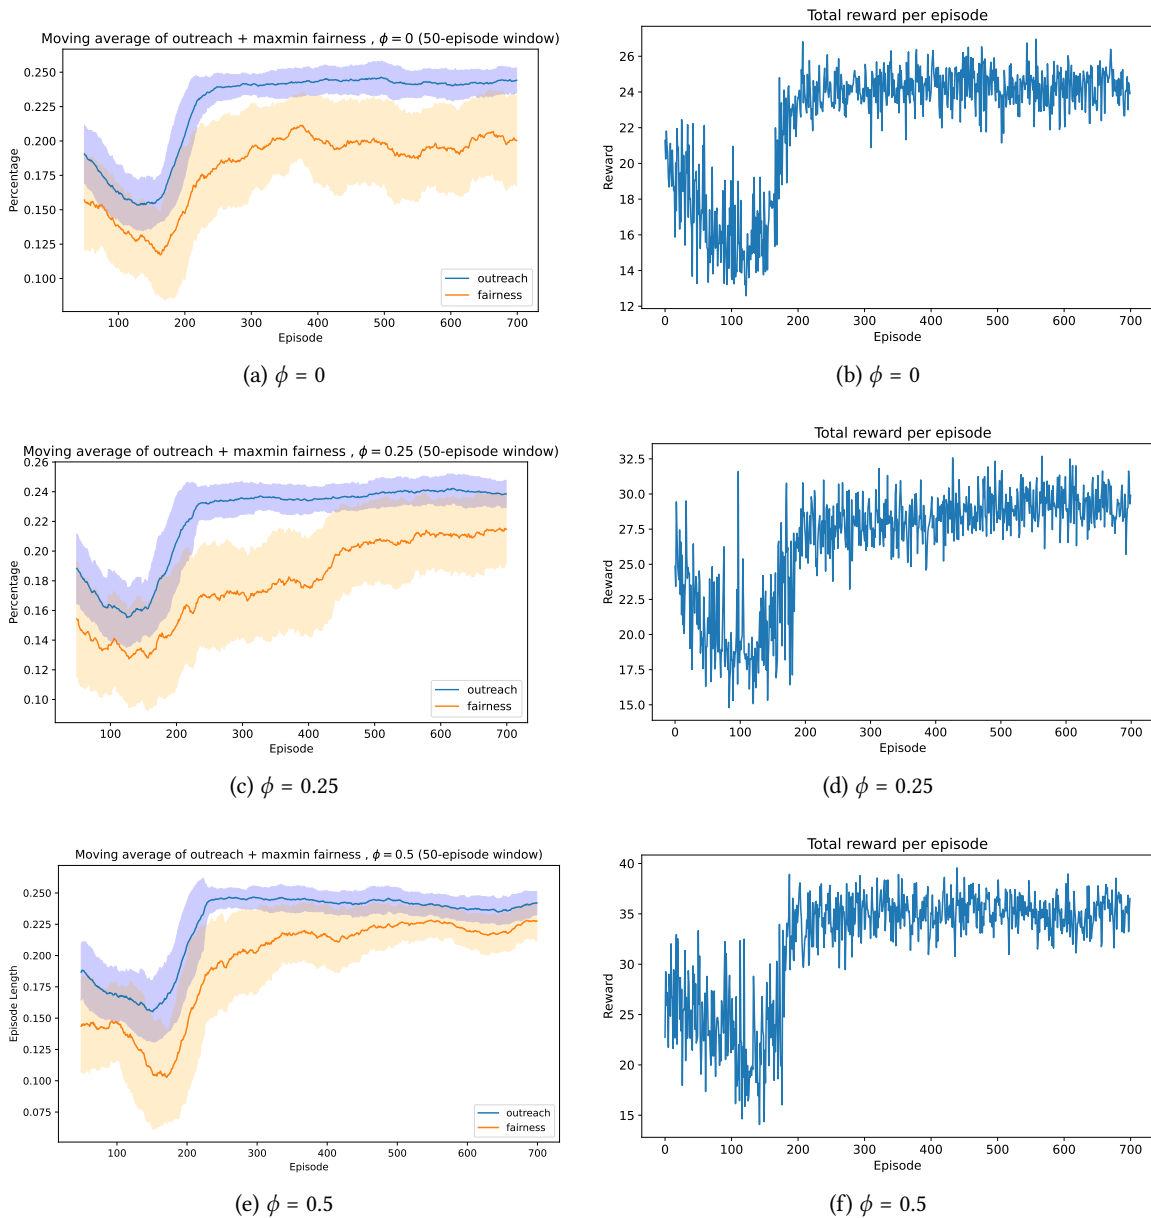 Moving average of outreach + maxmin fairness , ϕ = 0 (50-episode window)
Percentage
0.250
0.225
0.200
0.175
0.150
0.125
0.100
outreach
fairness
100 200 300 400 500 600 700
Episode
(a) ϕ = 0
Total reward per episode
Reward
26
24
22
20
18
16
14
12
0 100 200 300 400 500 600 700
Episode
(b) ϕ = 0
Moving average of outreach + maxmin fairness , ϕ = 0.25 (50-episode window)
Percentage
0.26
0.24
0.22
0.20
0.18
0.16
0.14
0.12
0.10
outreach
fairness
100 200 300 400 500 600 700
Episode
(c) ϕ = 0.25
Total reward per episode
Reward
32.5
30.0
27.5
25.0
22.5
20.0
17.5
15.0
0 100 200 300 400 500 600 700
Episode
(d) ϕ = 0.25
Moving average of outreach + maxmin fairness , ϕ = 0.5 (50-episode window)
Episode Length
0.250
0.225
0.200
0.175
0.150
0.125
0.100
0.075
outreach
fairness
100 200 300 400 500 600 700
Episode
(e) ϕ = 0.5
Total reward per episode
Reward
40
35
30
25
20
15
0 100 200 300 400 500 600 700
Episode
(f) ϕ = 0.5